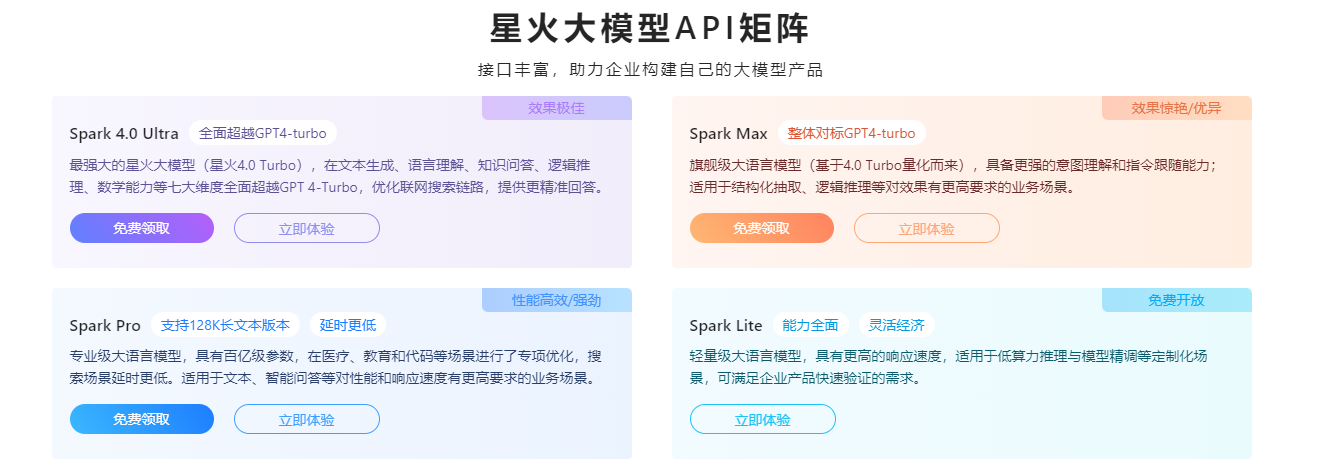 星火大模型API矩阵
接口丰富，助力企业构建自己的大模型产品
效果极佳
Spark 4.0 Ultra 全面超越GPT4-turbo
最强大的星火大模型（星火4.0 Turbo），在文本生成、语言理解、知识问答、逻辑推
理、数学能力等七大维度全面超越GPT 4-Turbo，优化联网搜索链路，提供更精准回答。
免费领取 立即体验
效果惊艳/优异
Spark Max 整体对标GPT4-turbo
旗舰级大语言模型（基于4.0 Turbo量化而来），具备更强的意图理解和指令跟随能力；
适用于结构化抽取、逻辑推理等对效果有更高要求的业务场景。
免费领取 立即体验
性能高效/强劲
Spark Pro 支持128K长文本版本 延时更低
专业级大语言模型，具有百亿级参数，在医疗、教育和代码等场景进行了专项优化，搜
索场景延时更低。适用于文本、智能问答等对性能和响应速度有更高要求的业务场景。
免费领取 立即体验
免费开放
Spark Lite 能力全面 灵活经济
轻量级大语言模型，具有更高的响应速度，适用于低算力推理与模型精调等定制化场
景，可满足企业产品快速验证的需求。
立即体验